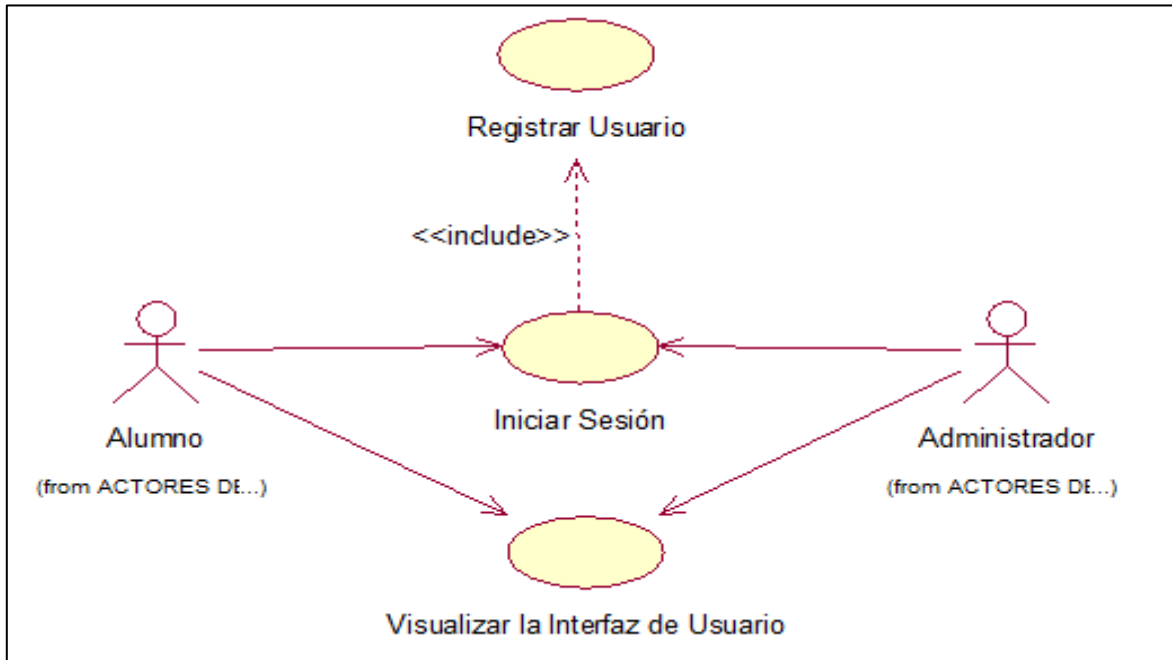 Registrar Usuario
<<include>>
Iniciar Sesión
Alumno
(from ACTORES DE...)
Administrador
(from ACTORES DE...)
Visualizar la Interfaz de Usuario